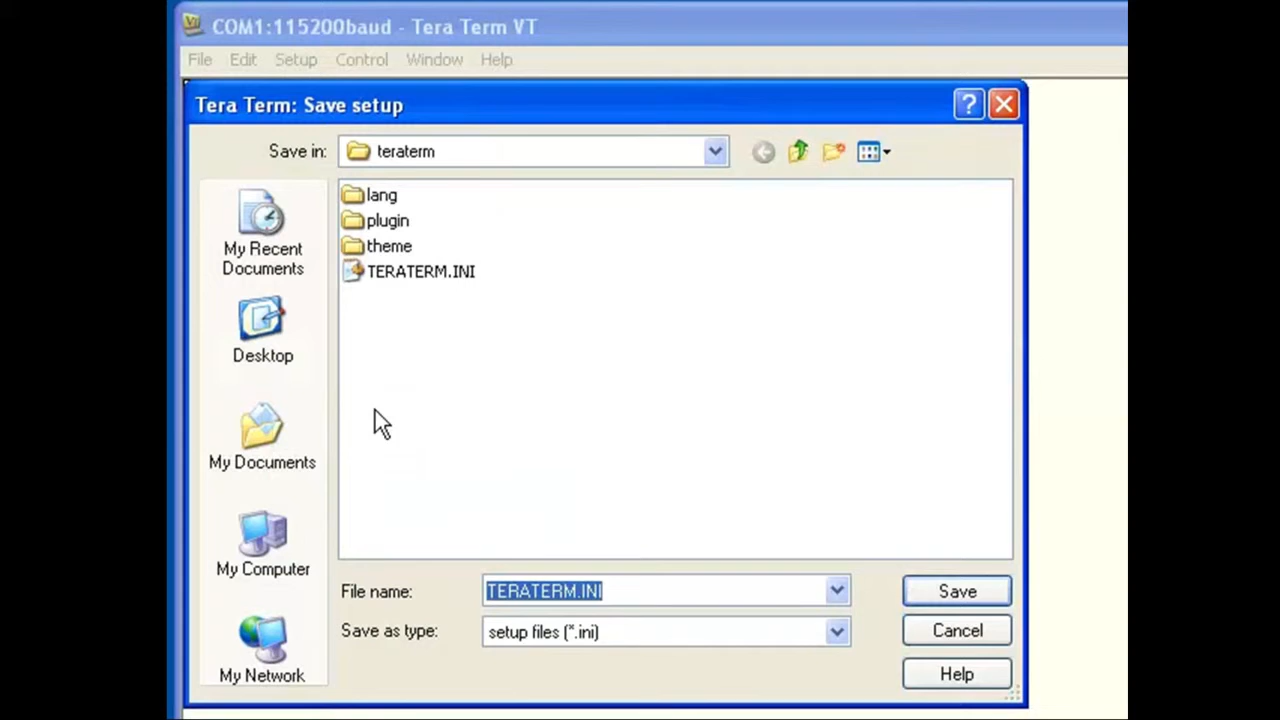 COM1:115200baud - Tera Term VT
File Edit Setup Control Window Help
Tera Term: Save setup
Save in: teraterm
My Recent
Documents
Desktop
My Documents
My Computer
My Network
lang
plugin
theme
TERATERM.INI
File name: TERATERM.INI Save
Save as type: setup files (*.ini) Cancel
Help